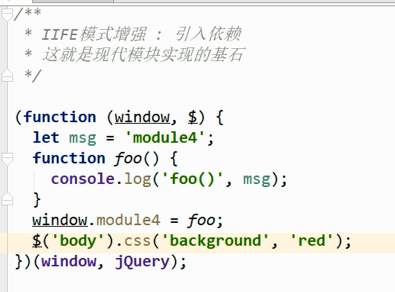 /**
 * IIFE模式增强 : 引入依赖
 * 这就是现代模块实现的基石
 */
(function (window, $) {
  let msg = 'module4';
  function foo() {
    console.log('foo()', msg);
  }
  window.module4 = foo;
  $('body').css('background', 'red');
})(window, jQuery);